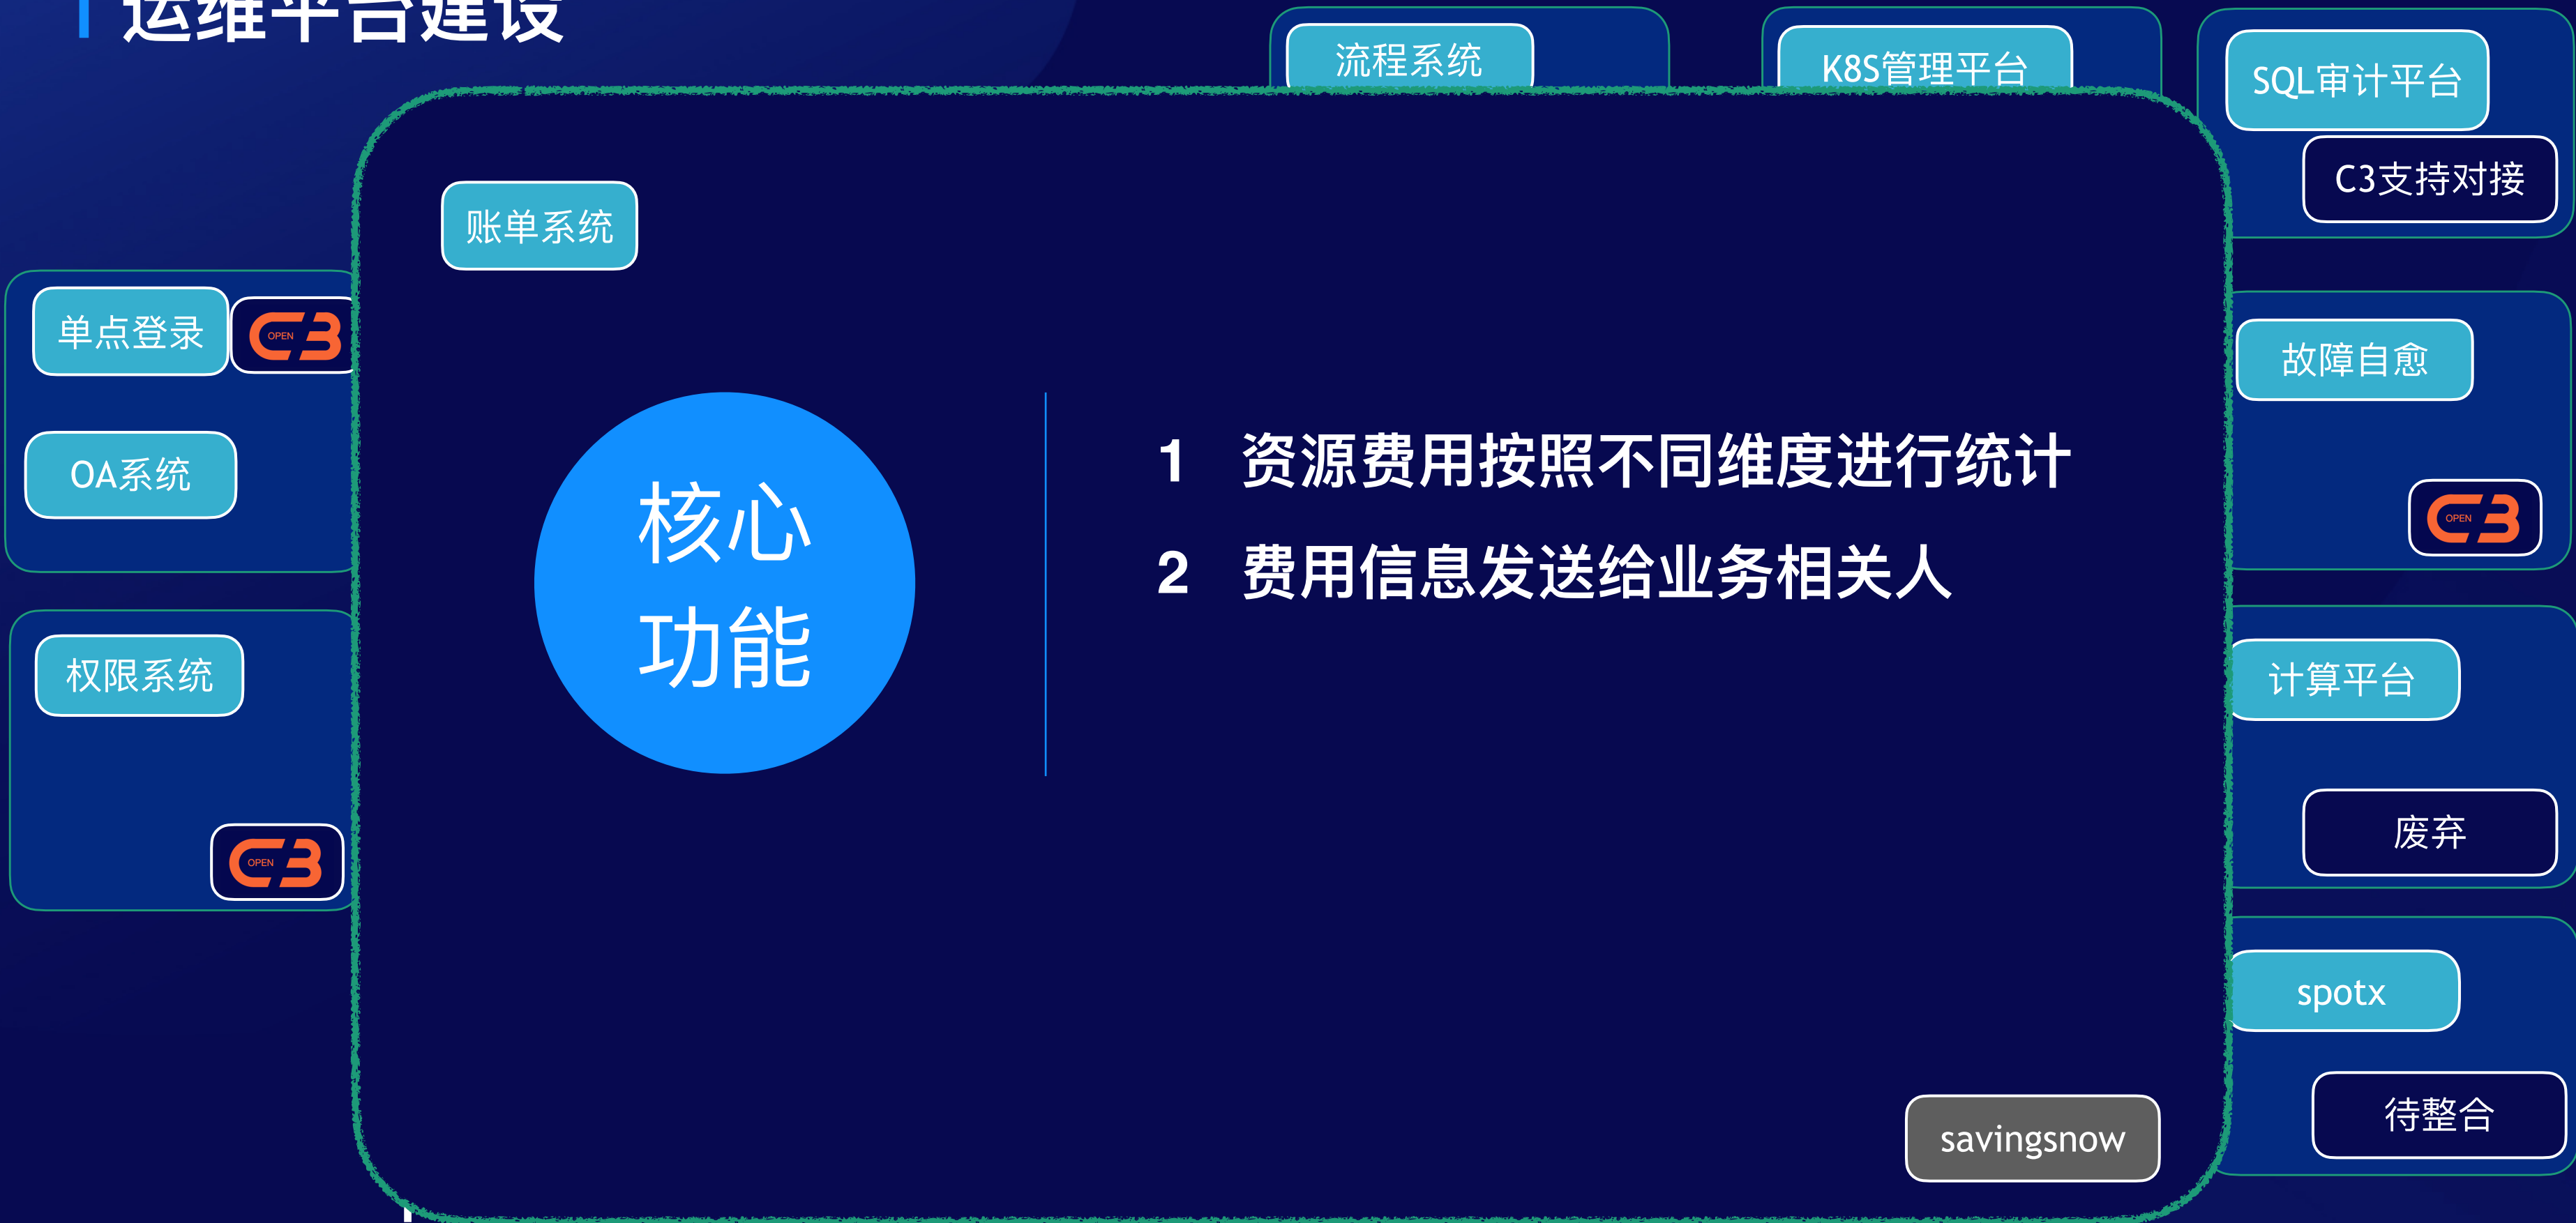 运维平台建设
流程系统
K8S管理平台
SQL审计平台
C3支持对接
账单系统
单点登录
OPEN C3
OA系统
权限系统
OPEN C3
核心
功能
1 资源费用按照不同维度进行统计
2 费用信息发送给业务相关人
savingsnow
故障自愈
OPEN C3
计算平台
废弃
spotx
待整合